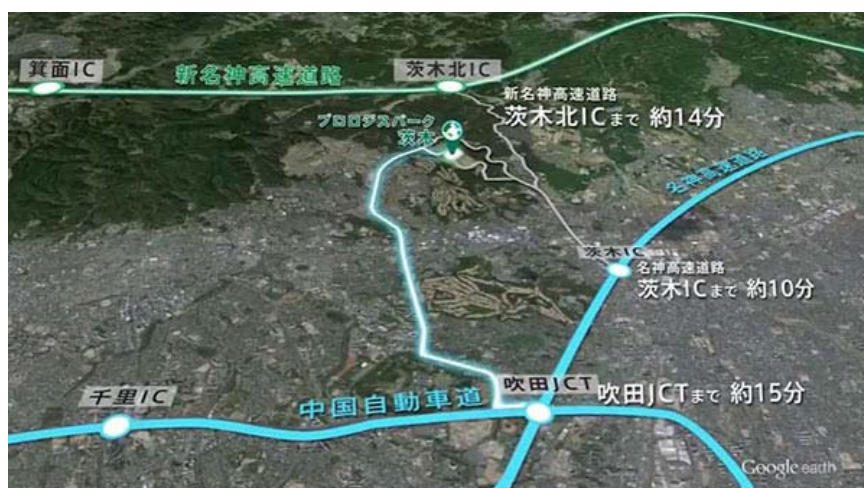 箕面IC
新名神高速道路
茨木北IC
新名神高速道路
茨木北ICまで 約14分
プロロジスパーク
茨木
名神高速道路
茨木IC
名神高速道路
茨木ICまで 約10分
吹田JCT
吹田JCTまで 約15分
千里IC
中国自動車道
Google earth